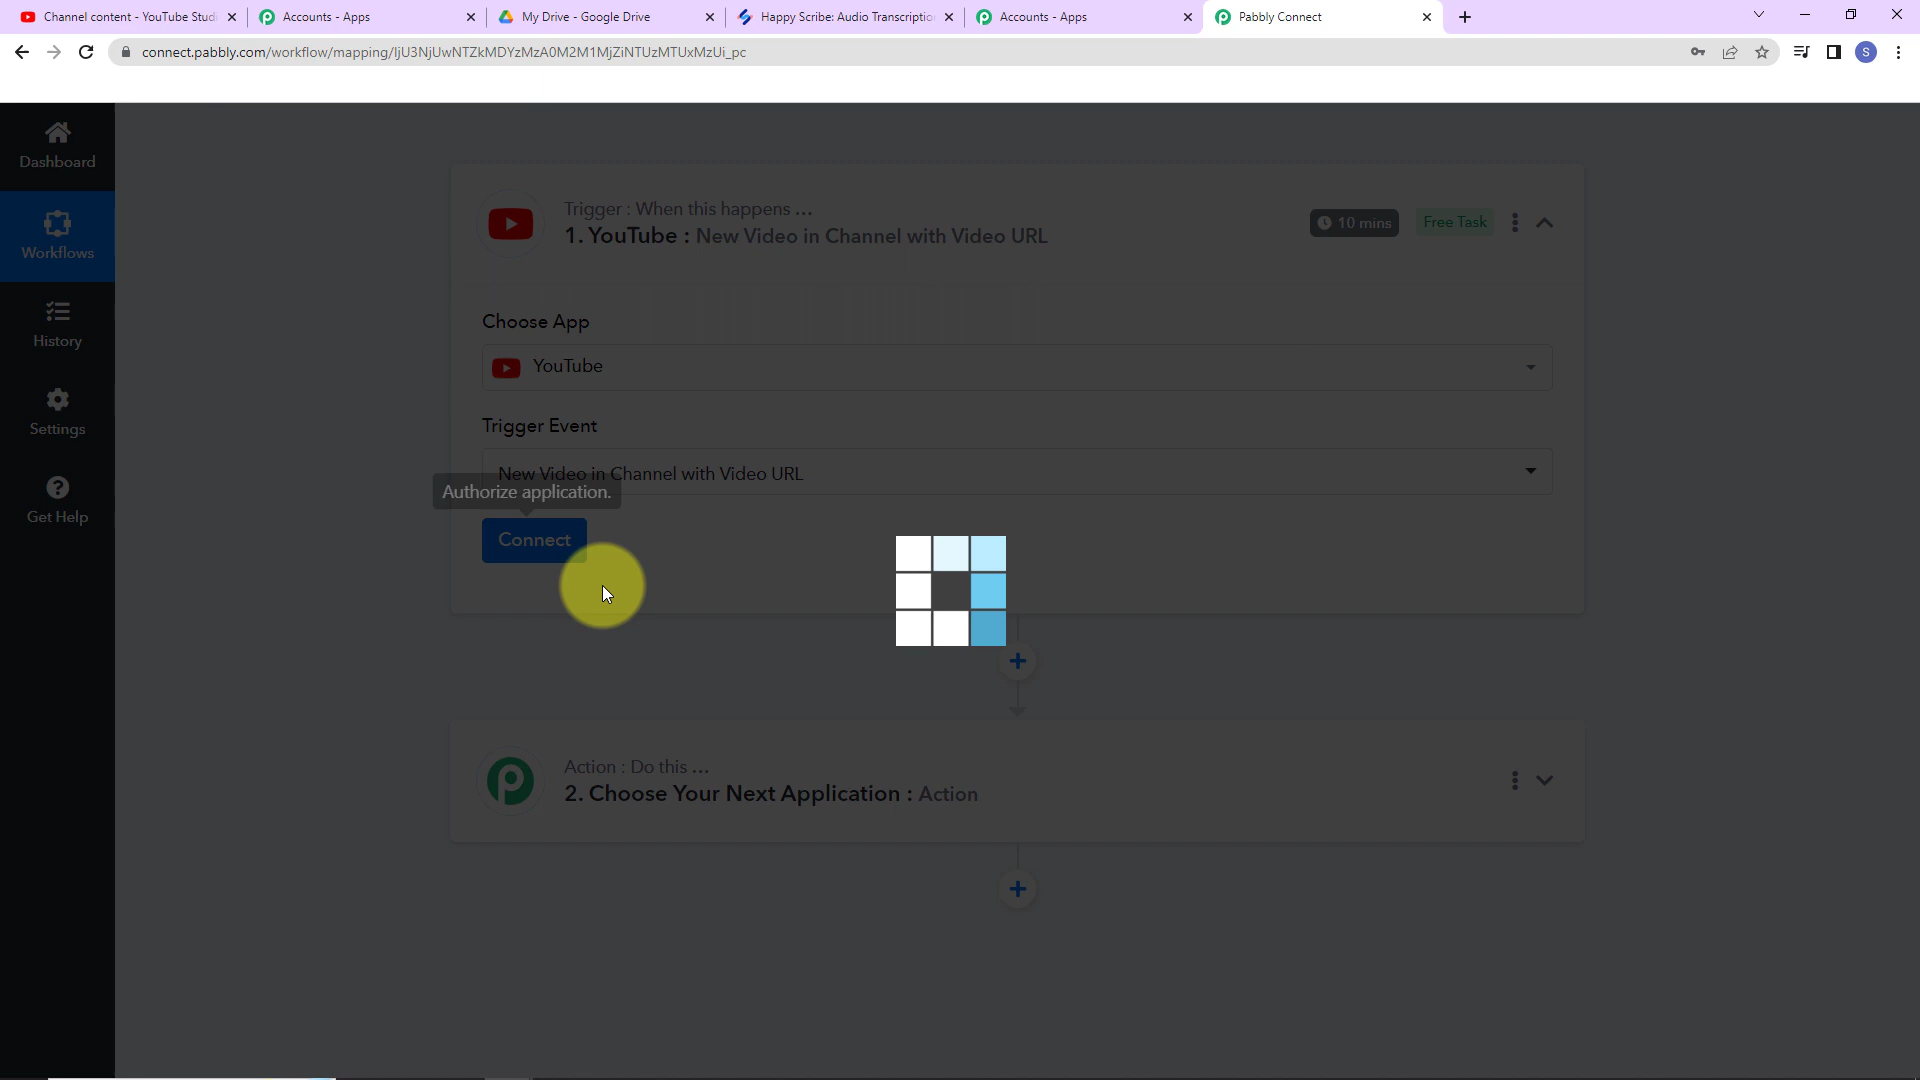 Channel content - YouTube Studi
Accounts - Apps
My Drive - Google Drive
Happy Scribe: Audio Transcription
Accounts - Apps
Pabbly Connect
connect.pabbly.com/workflow/mapping/IjU3NjUwNTZkMDYzMzA0M2M1MjZiNTUzMTUxMzUi_pc
S
Dashboard
Workflows
History
Settings
Get Help
Trigger : When this happens ...
1. YouTube : New Video in Channel with Video URL
10 mins
Free Task
Choose App
YouTube
Trigger Event
New Video in Channel with Video URL
Authorize application.
Connect
Action : Do this ...
2. Choose Your Next Application : Action